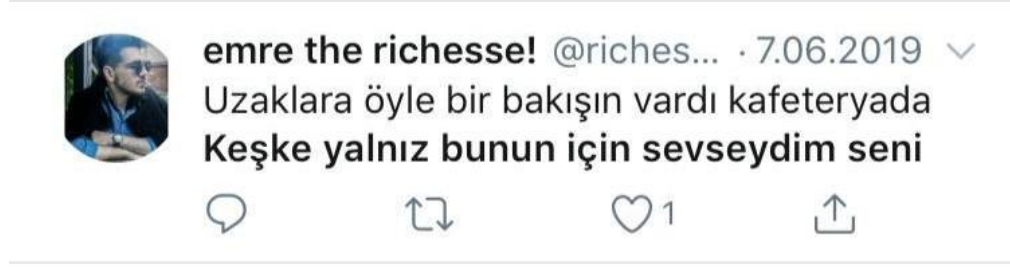 emre the richesse! @riches... · 7.06.2019
Uzaklara öyle bir bakışın vardı kafeteryada
Keşke yalnız bunun için sevseydim seni
1